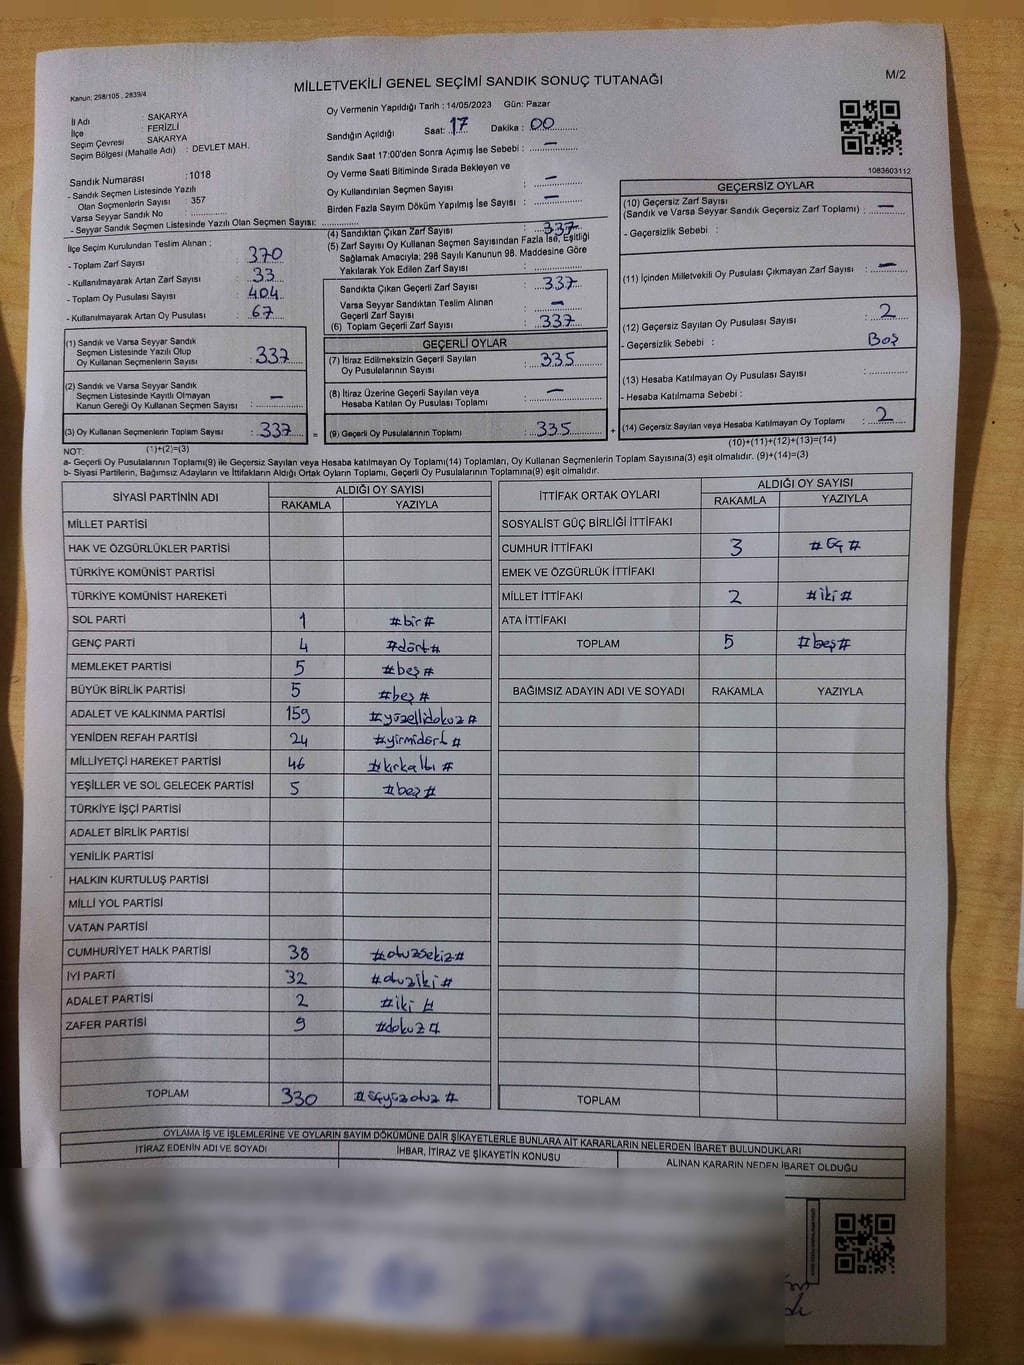 M/2
MİLLETVEKİLİ GENEL SEÇİMİ SANDIK SONUÇ TUTANAĞI
Kanun: 298/105 , 2839/4
İl Adı : SAKARYA
İlçe : FERİZLİ
Seçim Çevresi : SAKARYA
Seçim Bölgesi (Mahalle Adı) : DEVLET MAH.
Sandık Numarası : 1018
- Sandık Seçmen Listesinde Yazılı
Olan Seçmenlerin Sayısı : 357
Varsa Seyyar Sandık No :
- Seyyar Sandık Seçmen Listesinde Yazılı Olan Seçmen Sayısı:
Oy Vermenin Yapıldığı Tarih : 14/05/2023 Gün: Pazar
Sandığın Açıldığı Saat: 17 Dakika : 00
Sandık Saat 17:00'den Sonra Açımış İse Sebebi : —
Oy Verme Saati Bitiminde Sırada Bekleyen ve
Oy Kullandırılan Seçmen Sayısı : —
Birden Fazla Sayım Döküm Yapılmış İse Sayısı : —
1083603112
İlçe Seçim Kurulundan Teslim Alınan :
- Toplam Zarf Sayısı : 370
- Kullanılmayarak Artan Zarf Sayısı : 33
- Toplam Oy Pusulası Sayısı : 404
- Kullanılmayarak Artan Oy Pusulası : 67
(1) Sandık ve Varsa Seyyar Sandık
Seçmen Listesinde Yazılı Olup
Oy Kullanan Seçmenlerin Sayısı : 337
(2) Sandık ve Varsa Seyyar Sandık
Seçmen Listesinde Kayıtlı Olmayan
Kanun Gereği Oy Kullanan Seçmen Sayısı : —
(3) Oy Kullanan Seçmenlerin Toplam Sayısı : 337 =
(4) Sandıktan Çıkan Zarf Sayısı : 337
(5) Zarf Sayısı Oy Kullanan Seçmen Sayısından Fazla İse, Eşitliği
Sağlamak Amacıyla; 298 Sayılı Kanunun 98. Maddesine Göre
Yakılarak Yok Edilen Zarf Sayısı :
Sandıkta Çıkan Geçerli Zarf Sayısı : 337
Varsa Seyyar Sandıktan Teslim Alınan
Geçerli Zarf Sayısı : —
(6) Toplam Geçerli Zarf Sayısı : 337
GEÇERLİ OYLAR
(7) İtiraz Edilmeksizin Geçerli Sayılan
Oy Pusulalarının Sayısı : 335
(8) İtiraz Üzerine Geçerli Sayılan veya
Hesaba Katılan Oy Pusulası Toplamı : —
(9) Geçerli Oy Pusulalarının Toplamı : 335 +
GEÇERSİZ OYLAR
(10) Geçersiz Zarf Sayısı
(Sandık ve Varsa Seyyar Sandık Geçersiz Zarf Toplamı) : —
- Geçersizlik Sebebi :
(11) İçinden Milletvekili Oy Pusulası Çıkmayan Zarf Sayısı : —
(12) Geçersiz Sayılan Oy Pusulası Sayısı : 2
- Geçersizlik Sebebi : Boş
(13) Hesaba Katılmayan Oy Pusulası Sayısı :
- Hesaba Katılmama Sebebi :
(14) Geçersiz Sayılan veya Hesaba Katılmayan Oy Toplamı : 2
NOT: (1)+(2)=(3) (10)+(11)+(12)+(13)=(14)
a- Geçerli Oy Pusulalarının Toplamı(9) ile Geçersiz Sayılan veya Hesaba katılmayan Oy Toplamı(14) Toplamları, Oy Kullanan Seçmenlerin Toplam Sayısına(3) eşit olmalıdır. (9)+(14)=(3)
b- Siyasi Partilerin, Bağımsız Adayların ve İttifakların Aldığı Ortak Oyların Toplamı, Geçerli Oy Pusulalarının Toplamına(9) eşit olmalıdır.
SİYASİ PARTİNİN ADI ALDIĞI OY SAYISI
RAKAMLA YAZIYLA
MİLLET PARTİSİ
HAK VE ÖZGÜRLÜKLER PARTİSİ
TÜRKİYE KOMÜNİST PARTİSİ
TÜRKİYE KOMÜNİST HAREKETİ
SOL PARTİ 1 #bir#
GENÇ PARTİ 4 #dört#
MEMLEKET PARTİSİ 5 #beş#
BÜYÜK BİRLİK PARTİSİ 5 #beş#
ADALET VE KALKINMA PARTİSİ 159 #yüzellidokuz#
YENİDEN REFAH PARTİSİ 24 #yirmidört#
MİLLİYETÇİ HAREKET PARTİSİ 46 #kırkaltı#
YEŞİLLER VE SOL GELECEK PARTİSİ 5 #beş#
TÜRKİYE İŞÇİ PARTİSİ
ADALET BİRLİK PARTİSİ
YENİLİK PARTİSİ
HALKIN KURTULUŞ PARTİSİ
MİLLİ YOL PARTİSİ
VATAN PARTİSİ
CUMHURİYET HALK PARTİSİ 38 #otuzsekiz#
İYİ PARTİ 32 #otuziki#
ADALET PARTİSİ 2 #iki#
ZAFER PARTİSİ 9 #dokuz#
TOPLAM 330 #üçyüzotuz#
İTTİFAK ORTAK OYLARI ALDIĞI OY SAYISI
RAKAMLA YAZIYLA
SOSYALİST GÜÇ BİRLİĞİ İTTİFAKI
CUMHUR İTTİFAKI 3 #üç#
EMEK VE ÖZGÜRLÜK İTTİFAKI
MİLLET İTTİFAKI 2 #iki#
ATA İTTİFAKI
TOPLAM 5 #beş#
BAĞIMSIZ ADAYIN ADI VE SOYADI RAKAMLA YAZIYLA
TOPLAM
OYLAMA İŞ VE İŞLEMLERİNE VE OYLARIN SAYIM DÖKÜMÜNE DAİR ŞİKAYETLERLE BUNLARA AİT KARARLARIN NELERDEN İBARET BULUNDUKLARI
İTİRAZ EDENİN ADI VE SOYADI İHBAR, İTİRAZ VE ŞİKAYETİN KONUSU ALINAN KARARIN NEDEN İBARET OLDUĞU